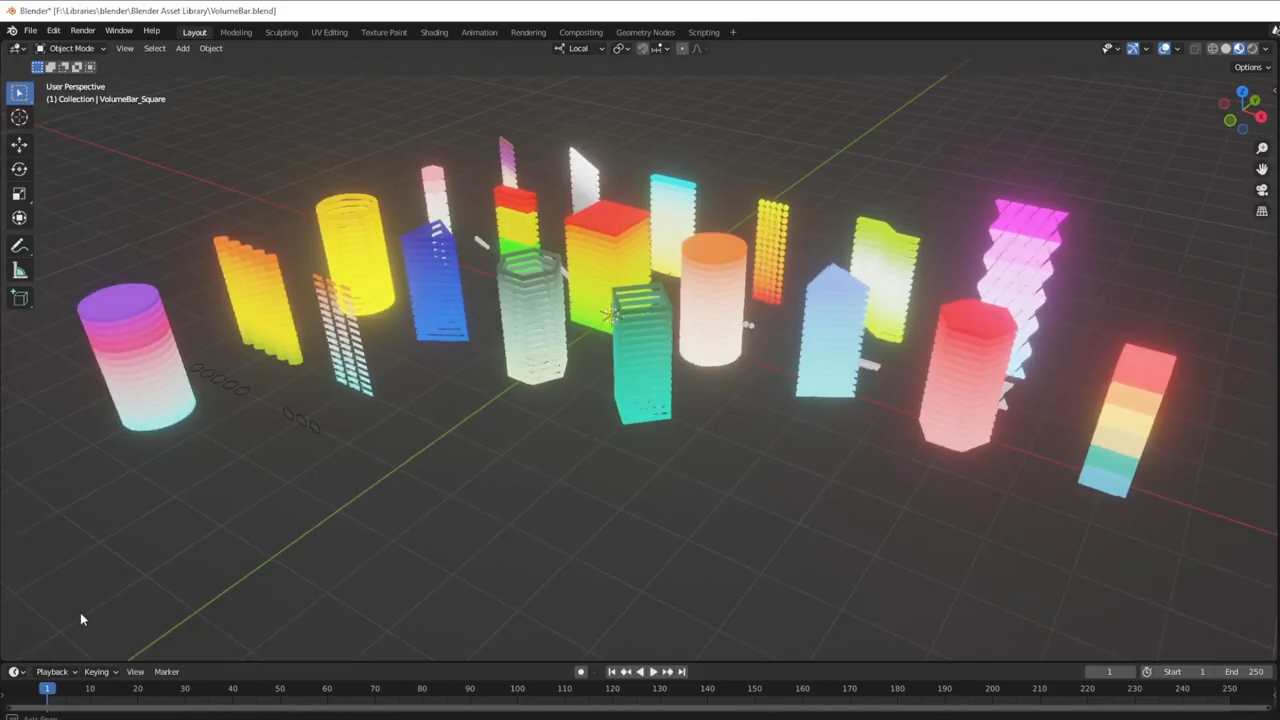 Blender* [F:\Libraries\blender\Blender Asset Library\VolumeBar.blend]
File Edit Render Window Help Layout Modeling Sculpting UV Editing Texture Paint Shading Animation Rendering Compositing Geometry Nodes Scripting +
Object Mode View Select Add Object Local
Options
User Perspective
(1) Collection | VolumeBar_Square
Z
Y
X
Playback Keying View Marker 1 Start 1 End 250
1 10 20 30 40 50 60 70 80 90 100 110 120 130 140 150 160 170 180 190 200 210 220 230 240 250